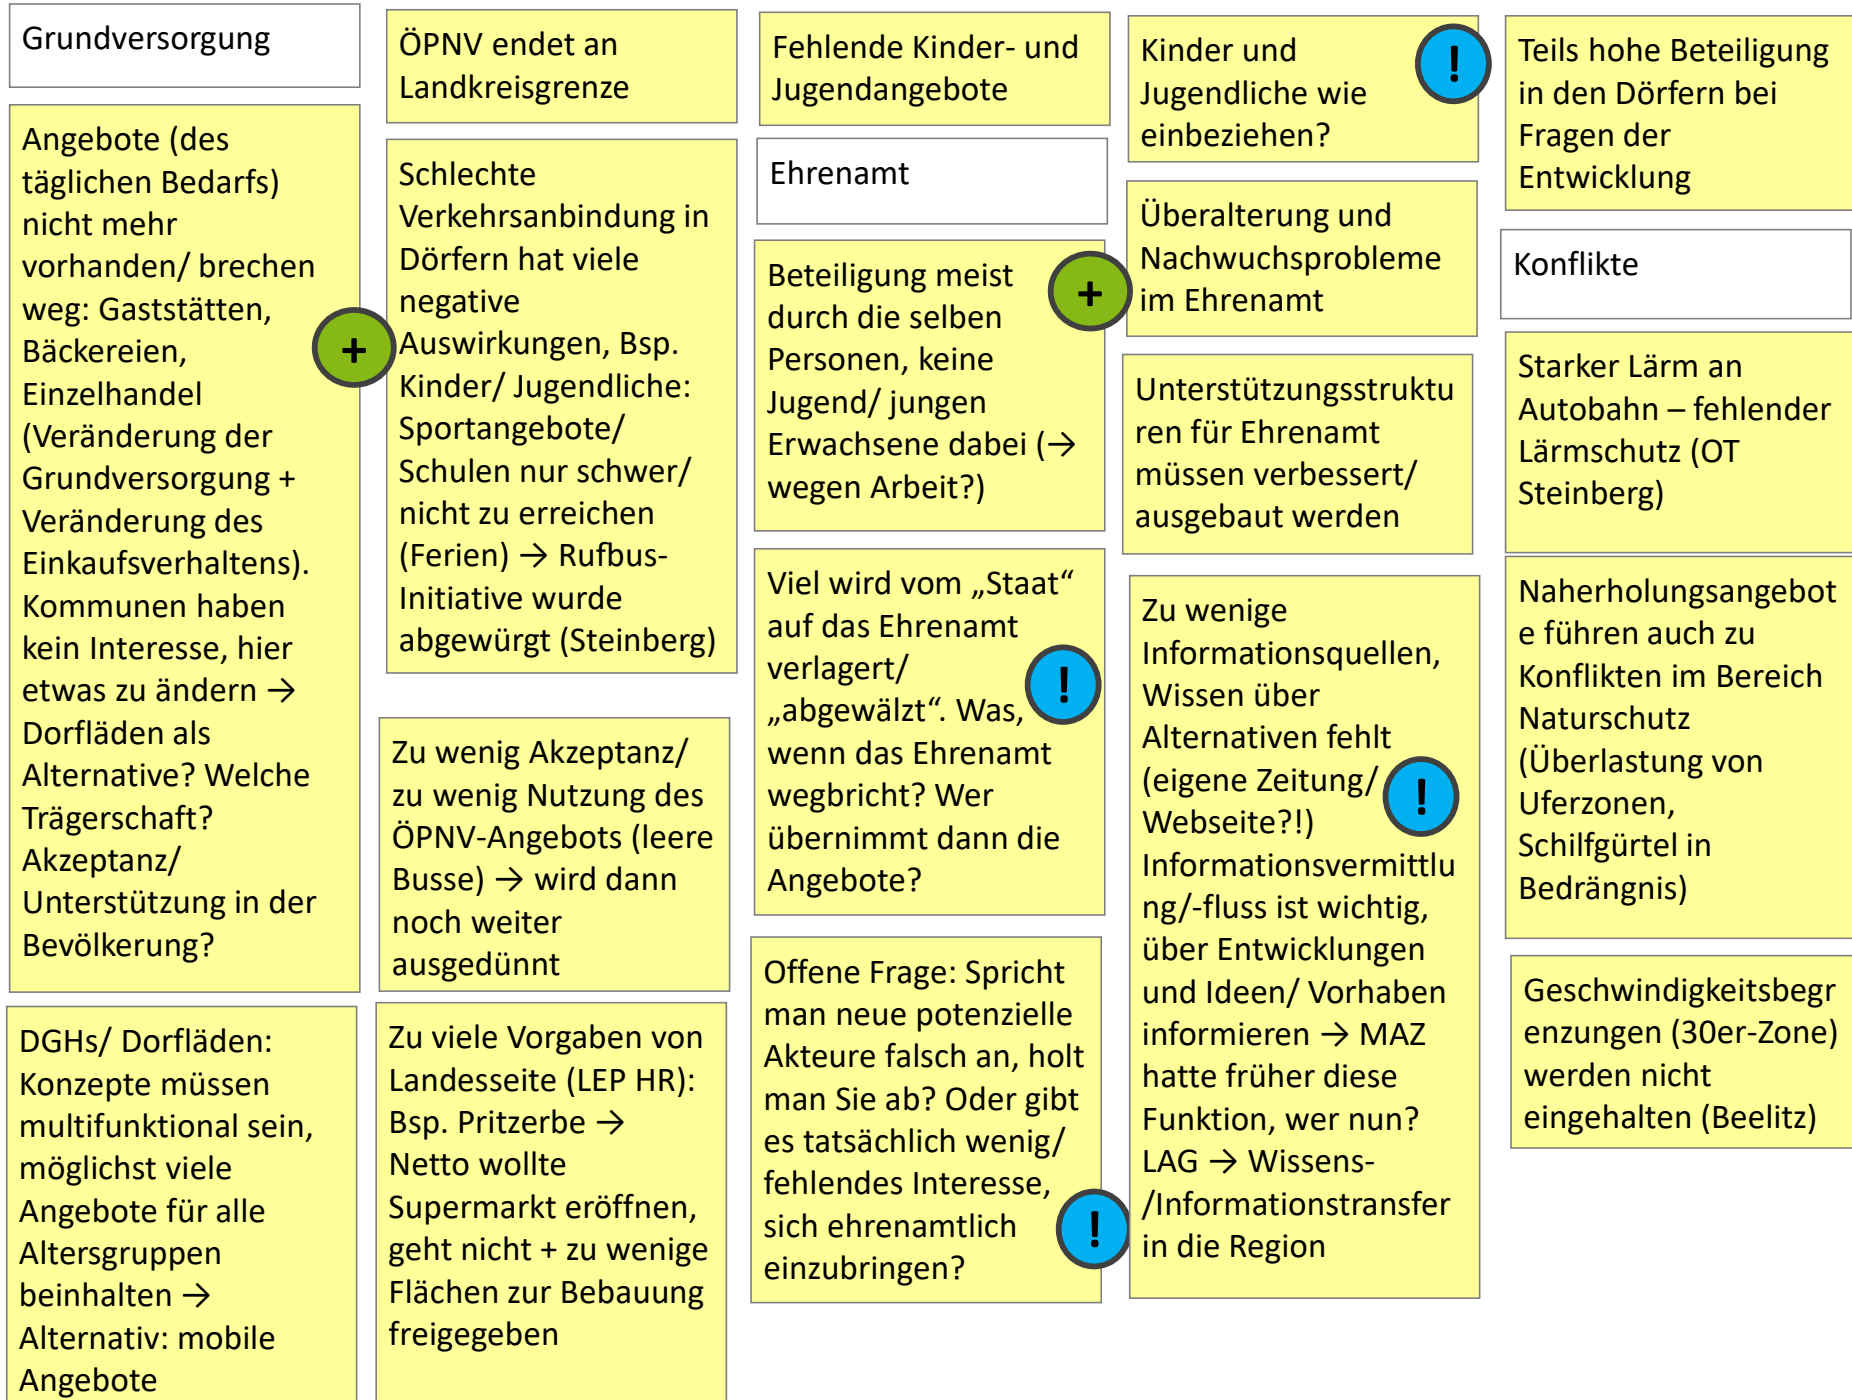 Grundversorgung
Angebote (des
täglichen Bedarfs)
nicht mehr
vorhanden/ brechen
weg: Gaststätten,
Bäckereien,
Einzelhandel
(Veränderung der
Grundversorgung +
Veränderung des
Einkaufsverhaltens).
Kommunen haben
kein Interesse, hier
etwas zu ändern →
Dorfläden als
Alternative? Welche
Trägerschaft?
Akzeptanz/
Unterstützung in der
Bevölkerung?
+
DGHs/ Dorfläden:
Konzepte müssen
multifunktional sein,
möglichst viele
Angebote für alle
Altersgruppen
beinhalten →
Alternativ: mobile
Angebote
ÖPNV endet an
Landkreisgrenze
Schlechte
Verkehrsanbindung in
Dörfern hat viele
negative
Auswirkungen, Bsp.
Kinder/ Jugendliche:
Sportangebote/
Schulen nur schwer/
nicht zu erreichen
(Ferien) → Rufbus-
Initiative wurde
abgewürgt (Steinberg)
Zu wenig Akzeptanz/
zu wenig Nutzung des
ÖPNV-Angebots (leere
Busse) → wird dann
noch weiter
ausgedünnt
Zu viele Vorgaben von
Landesseite (LEP HR):
Bsp. Pritzerbe →
Netto wollte
Supermarkt eröffnen,
geht nicht + zu wenige
Flächen zur Bebauung
freigegeben
Fehlende Kinder- und
Jugendangebote
Ehrenamt
Beteiligung meist
durch die selben
Personen, keine
Jugend/ jungen
Erwachsene dabei (→
wegen Arbeit?)
+
Viel wird vom „Staat“
auf das Ehrenamt
verlagert/
„abgewälzt“. Was,
wenn das Ehrenamt
wegbricht? Wer
übernimmt dann die
Angebote?
!
Offene Frage: Spricht
man neue potenzielle
Akteure falsch an, holt
man Sie ab? Oder gibt
es tatsächlich wenig/
fehlendes Interesse,
sich ehrenamtlich
einzubringen?
!
Kinder und
Jugendliche wie
einbeziehen?
!
Überalterung und
Nachwuchsprobleme
im Ehrenamt
Unterstützungsstruktu
ren für Ehrenamt
müssen verbessert/
ausgebaut werden
Zu wenige
Informationsquellen,
Wissen über
Alternativen fehlt
(eigene Zeitung/
Webseite?!)
Informationsvermittlu
ng/-fluss ist wichtig,
über Entwicklungen
und Ideen/ Vorhaben
informieren → MAZ
hatte früher diese
Funktion, wer nun?
LAG → Wissens-
/Informationstransfer
in die Region
!
Teils hohe Beteiligung
in den Dörfern bei
Fragen der
Entwicklung
Konflikte
Starker Lärm an
Autobahn – fehlender
Lärmschutz (OT
Steinberg)
Naherholungsangebot
e führen auch zu
Konflikten im Bereich
Naturschutz
(Überlastung von
Uferzonen,
Schilfgürtel in
Bedrängnis)
Geschwindigkeitsbegr
enzungen (30er-Zone)
werden nicht
eingehalten (Beelitz)